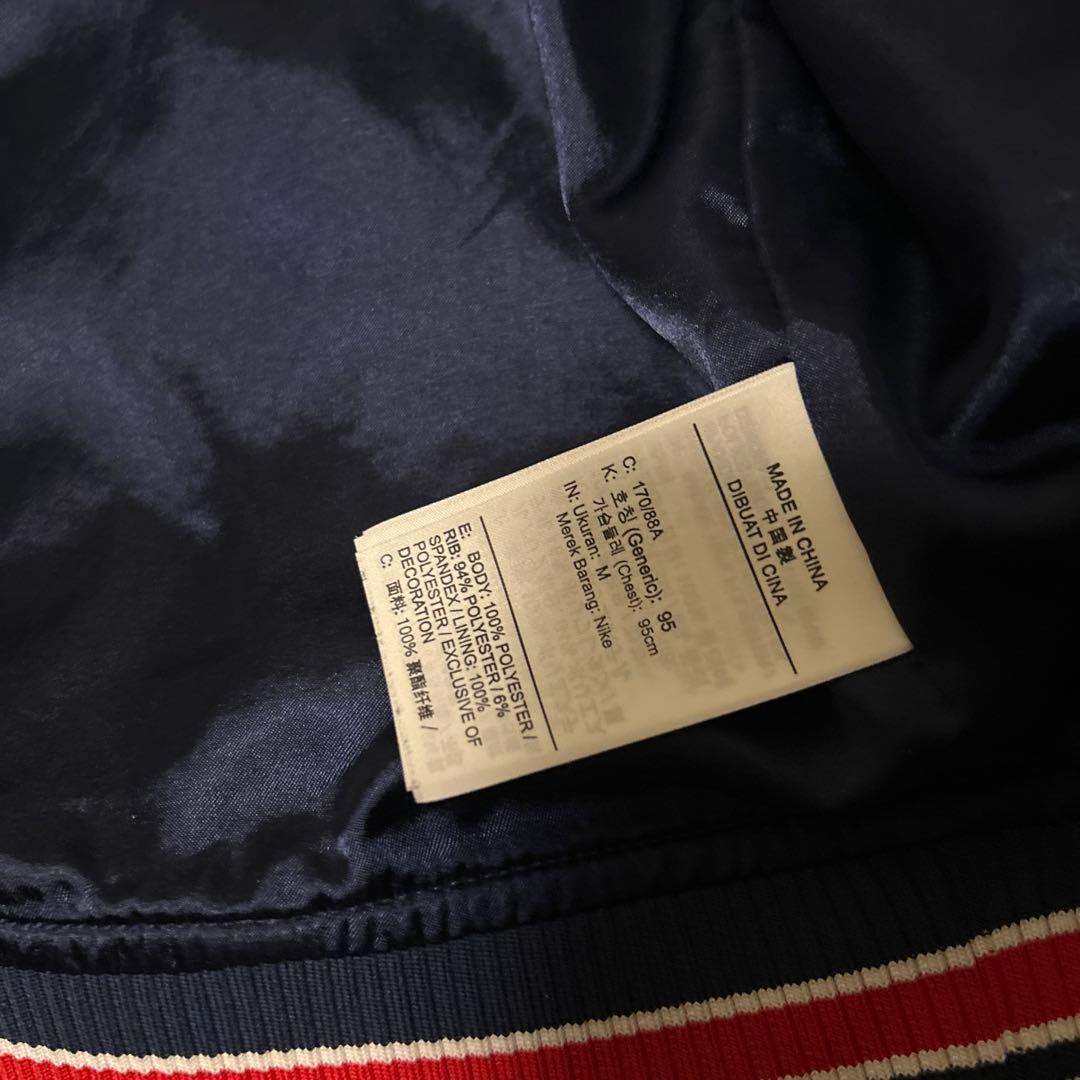 MADE IN CHINA
中国製
DIBUAT DI CINA
C: 170/88A
K: 호칭 (Generic): 95
가슴둘레 (Chest): 95cm
IN: Ukuran: M
Merek Barang: Nike
E: BODY: 100% POLYESTER /
RIB: 94% POLYESTER / 6%
SPANDEX / LINING: 100%
POLYESTER / EXCLUSIVE OF
DECORATION
C: 面料: 100% 聚酯纤维 /